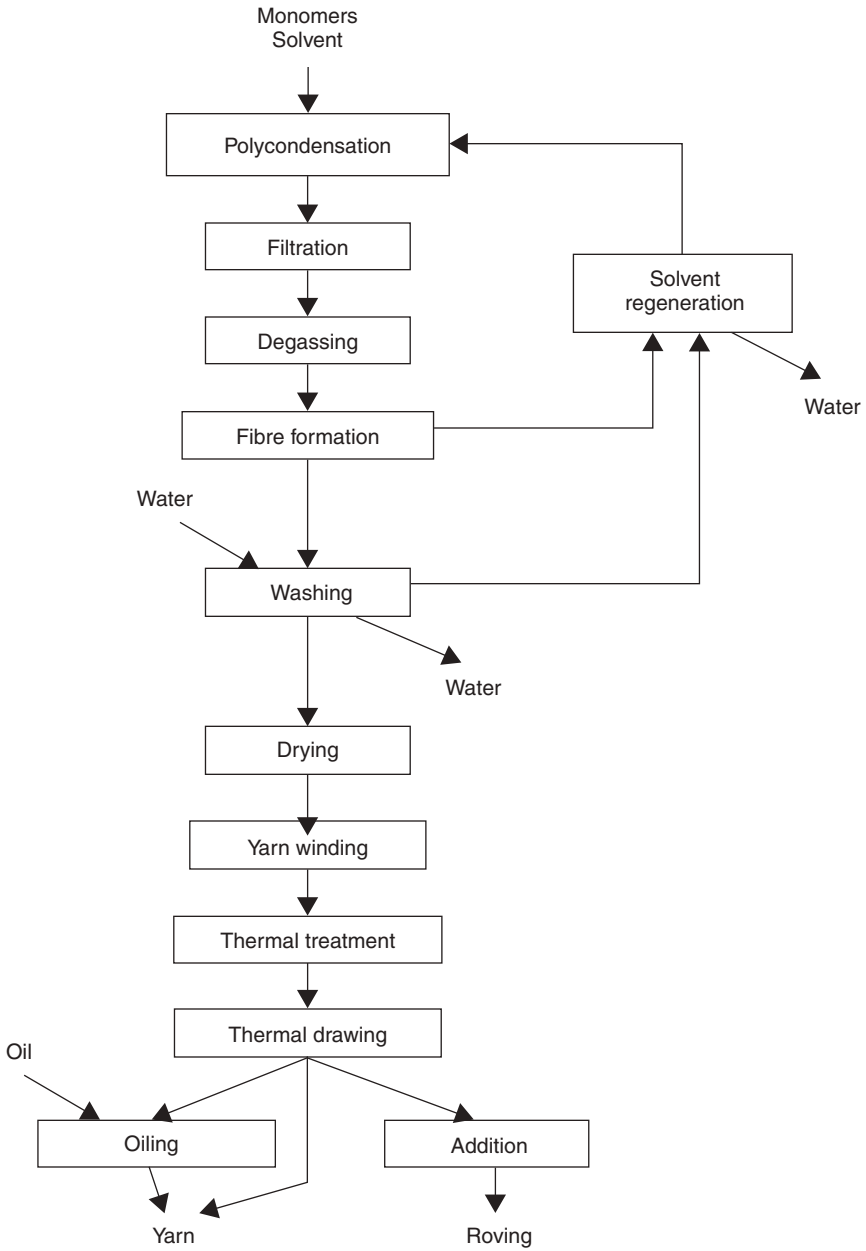 Monomers
Solvent
Polycondensation
Filtration
Solvent
regeneration
Degassing
Water
Fibre formation
Water
Washing
Water
Drying
Yarn winding
Thermal treatment
Thermal drawing
Oil
Oiling
Addition
Yarn
Roving